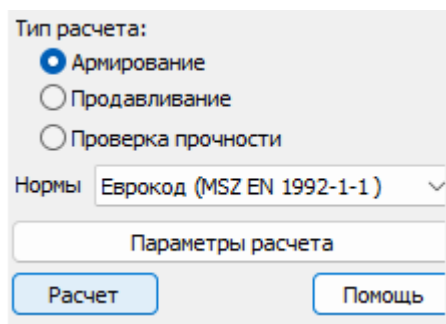 Тип расчета:
Армирование
Продавливание
Проверка прочности
Нормы Еврокод (MSZ EN 1992-1-1 )
Параметры расчета
Расчет Помощь